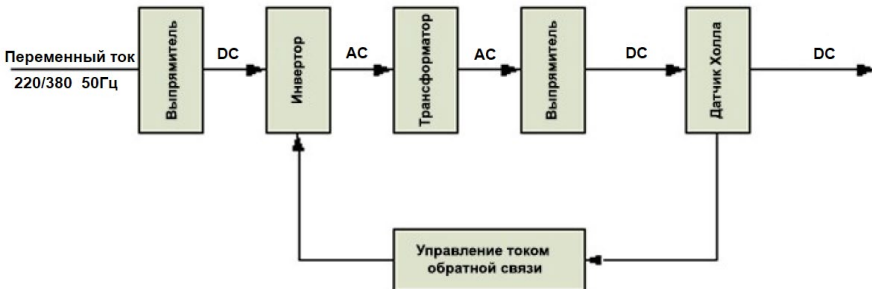 Переменный ток
220/380 50Гц
Выпрямитель
DC
Инвертор
AC
Трансформатор
AC
Выпрямитель
DC
Датчик Холла
DC
Управление током
обратной связи